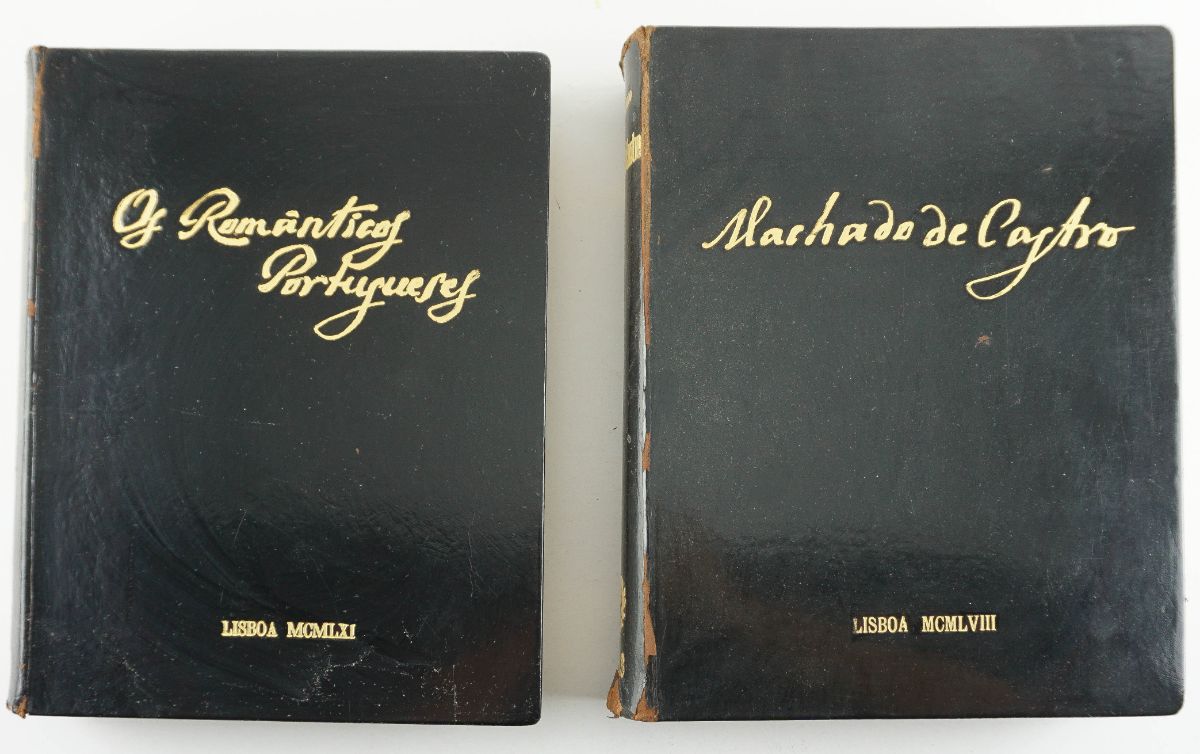 Os Românticos
Portugueses
LISBOA MCMLXI
Machado de Castro
LISBOA MCMLVIII